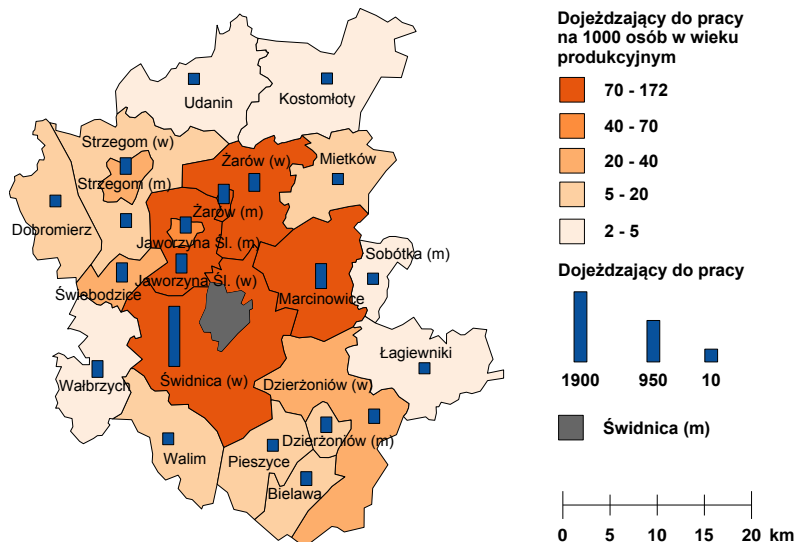 Udanin
Kostomłoty
Strzegom (w)
Strzegom (m)
Żarów (w)
Mietków
Żarów (m)
Dobromierz
Jaworzyna Śl. (m)
Sobótka (m)
Jaworzyna Śl. (w)
Świebodzice
Marcinowice
Łagiewniki
Wałbrzych
Świdnica (w)
Dzierżoniów (w)
Dzierżoniów (m)
Walim
Pieszyce
Bielawa
Dojeżdzający do pracy
na 1000 osób w wieku
produkcyjnym
70 - 172
40 - 70
20 - 40
5 - 20
2 - 5
Dojeżdzający do pracy
1900 950 10
Świdnica (m)
0 5 10 15 20 km